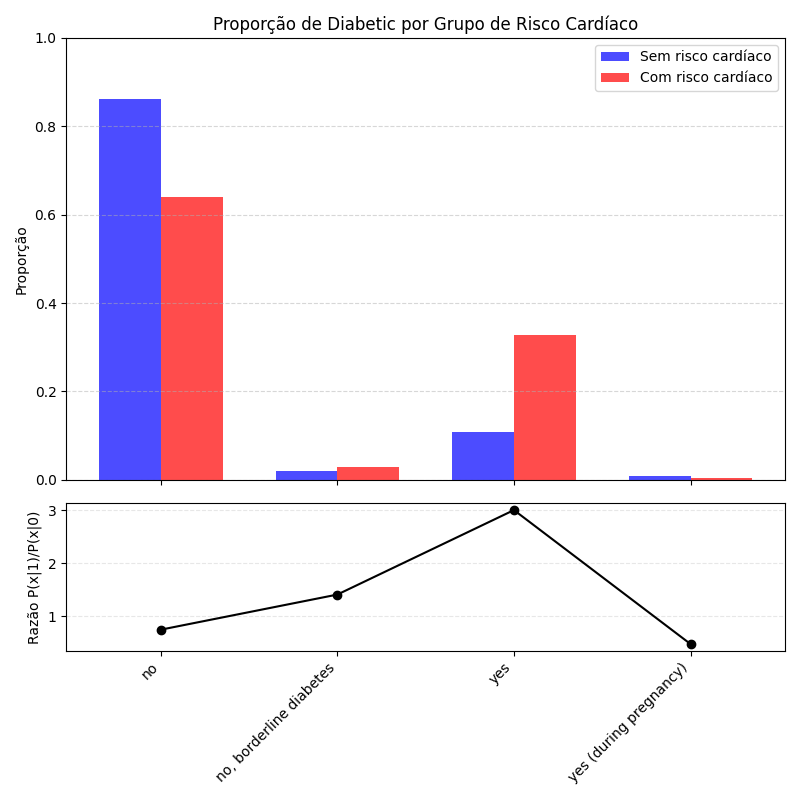 Proporção de Diabetic por Grupo de Risco Cardíaco
Proporção
1.0
0.8
0.6
0.4
0.2
0.0
Sem risco cardíaco
Com risco cardíaco
Razão P(x|1)/P(x|0)
3
2
1
no
no, borderline diabetes
yes
yes (during pregnancy)